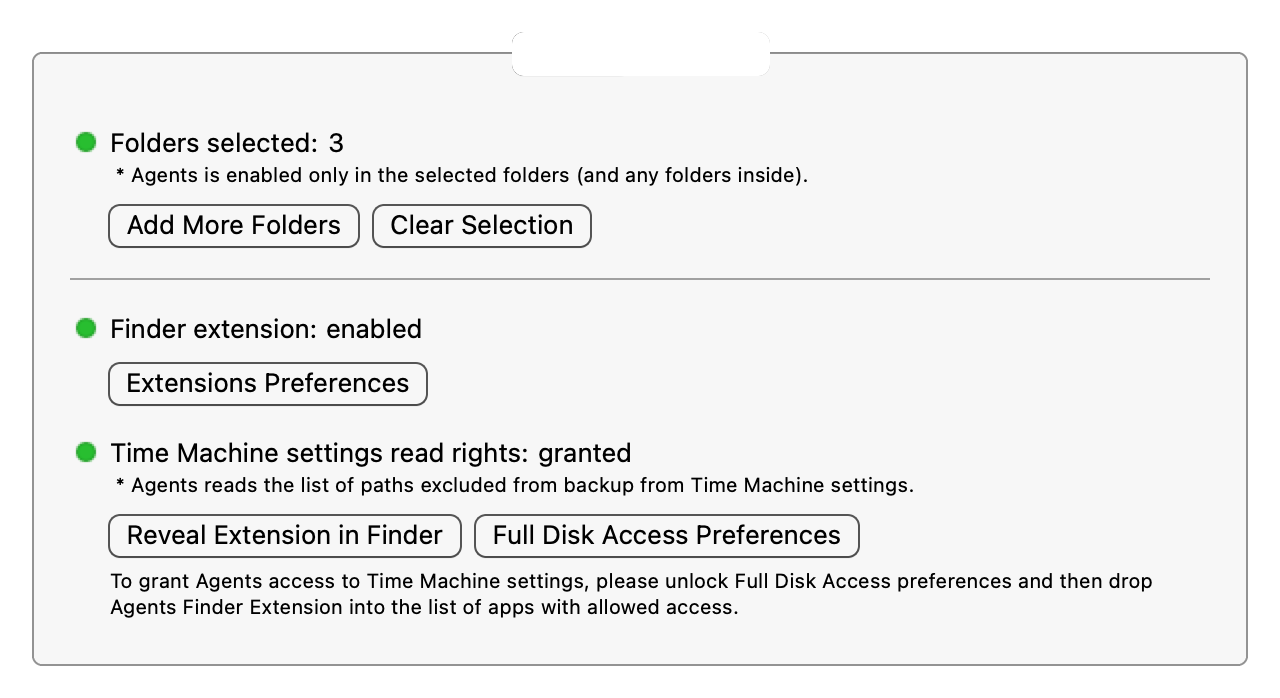 Folders selected: 3
* Agents is enabled only in the selected folders (and any folders inside).
Add More Folders
Clear Selection
Finder extension: enabled
Extensions Preferences
Time Machine settings read rights: granted
* Agents reads the list of paths excluded from backup from Time Machine settings.
Reveal Extension in Finder
Full Disk Access Preferences
To grant Agents access to Time Machine settings, please unlock Full Disk Access preferences and then drop
Agents Finder Extension into the list of apps with allowed access.